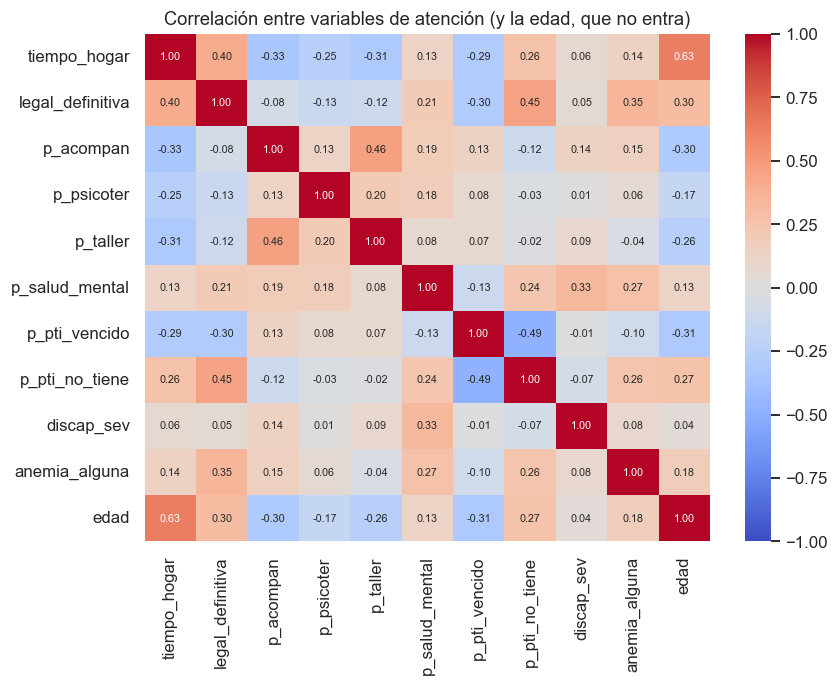 Correlación entre variables de atención (y la edad, que no entra)
tiempo_hogar 1.00 0.40 -0.33 -0.25 -0.31 0.13 -0.29 0.26 0.06 0.14 0.63
legal_definitiva 0.40 1.00 -0.08 -0.13 -0.12 0.21 -0.30 0.45 0.05 0.35 0.30
p_acompan -0.33 -0.08 1.00 0.13 0.46 0.19 0.13 -0.12 0.14 0.15 -0.30
p_psicoter -0.25 -0.13 0.13 1.00 0.20 0.18 0.08 -0.03 0.01 0.06 -0.17
p_taller -0.31 -0.12 0.46 0.20 1.00 0.08 0.07 -0.02 0.09 -0.04 -0.26
p_salud_mental 0.13 0.21 0.19 0.18 0.08 1.00 -0.13 0.24 0.33 0.27 0.13
p_pti_vencido -0.29 -0.30 0.13 0.08 0.07 -0.13 1.00 -0.49 -0.01 -0.10 -0.31
p_pti_no_tiene 0.26 0.45 -0.12 -0.03 -0.02 0.24 -0.49 1.00 -0.07 0.26 0.27
discap_sev 0.06 0.05 0.14 0.01 0.09 0.33 -0.01 -0.07 1.00 0.08 0.04
anemia_alguna 0.14 0.35 0.15 0.06 -0.04 0.27 -0.10 0.26 0.08 1.00 0.18
edad 0.63 0.30 -0.30 -0.17 -0.26 0.13 -0.31 0.27 0.04 0.18 1.00
tiempo_hogar
legal_definitiva
p_acompan
p_psicoter
p_taller
p_salud_mental
p_pti_vencido
p_pti_no_tiene
discap_sev
anemia_alguna
edad
1.00
0.75
0.50
0.25
0.00
−0.25
−0.50
−0.75
−1.00